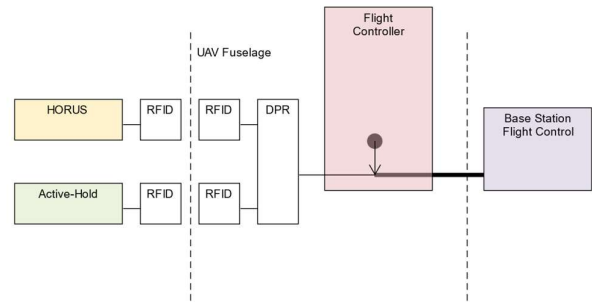 Flight
Controller
UAV Fuselage
HORUS
RFID
RFID
DPR
Base Station
Flight Control
Active-Hold
RFID
RFID